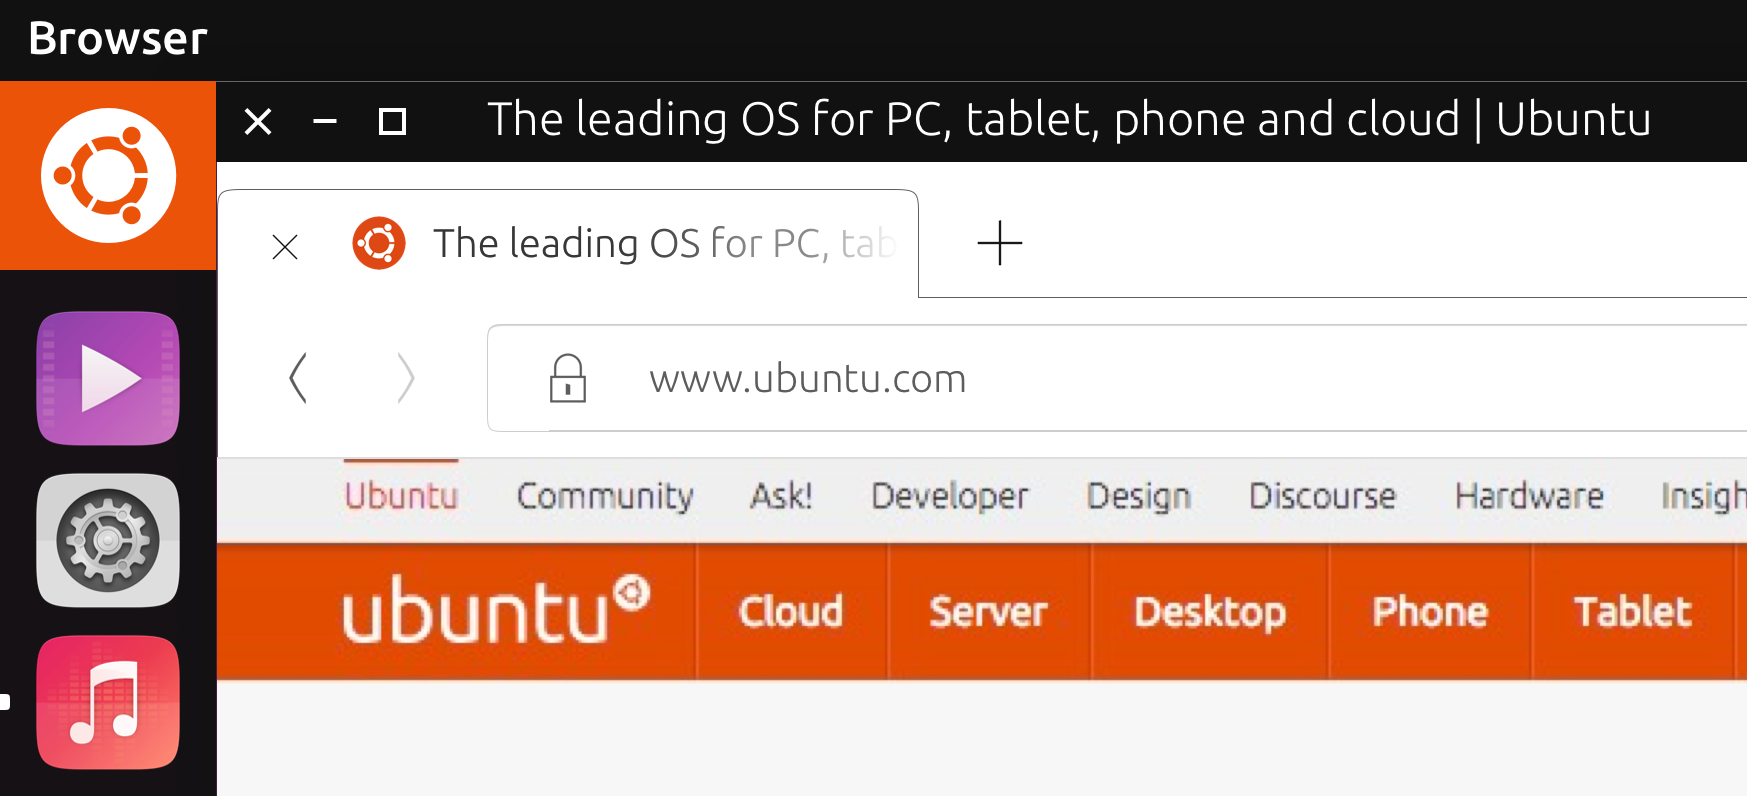 Browser
The leading OS for PC, tablet, phone and cloud | Ubuntu
The leading OS for PC, tab
www.ubuntu.com
Ubuntu Community Ask! Developer Design Discourse Hardware Insigh
ubuntu Cloud Server Desktop Phone Tablet